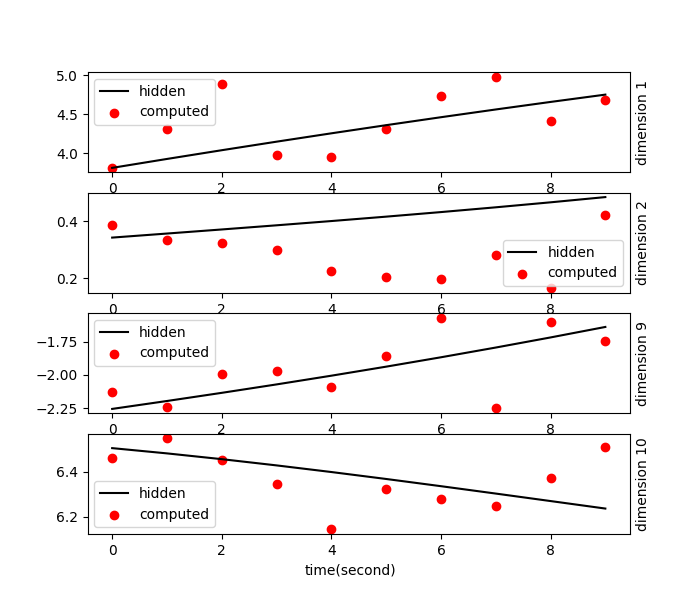 5.0
4.5
4.0
hidden
computed
dimension 1
0 2 4 6 8
0.4
0.2
hidden
computed
dimension 2
0 2 4 6 8
−1.75
−2.00
−2.25
hidden
computed
dimension 9
0 2 4 6 8
6.4
6.2
hidden
computed
dimension 10
0 2 4 6 8
time(second)